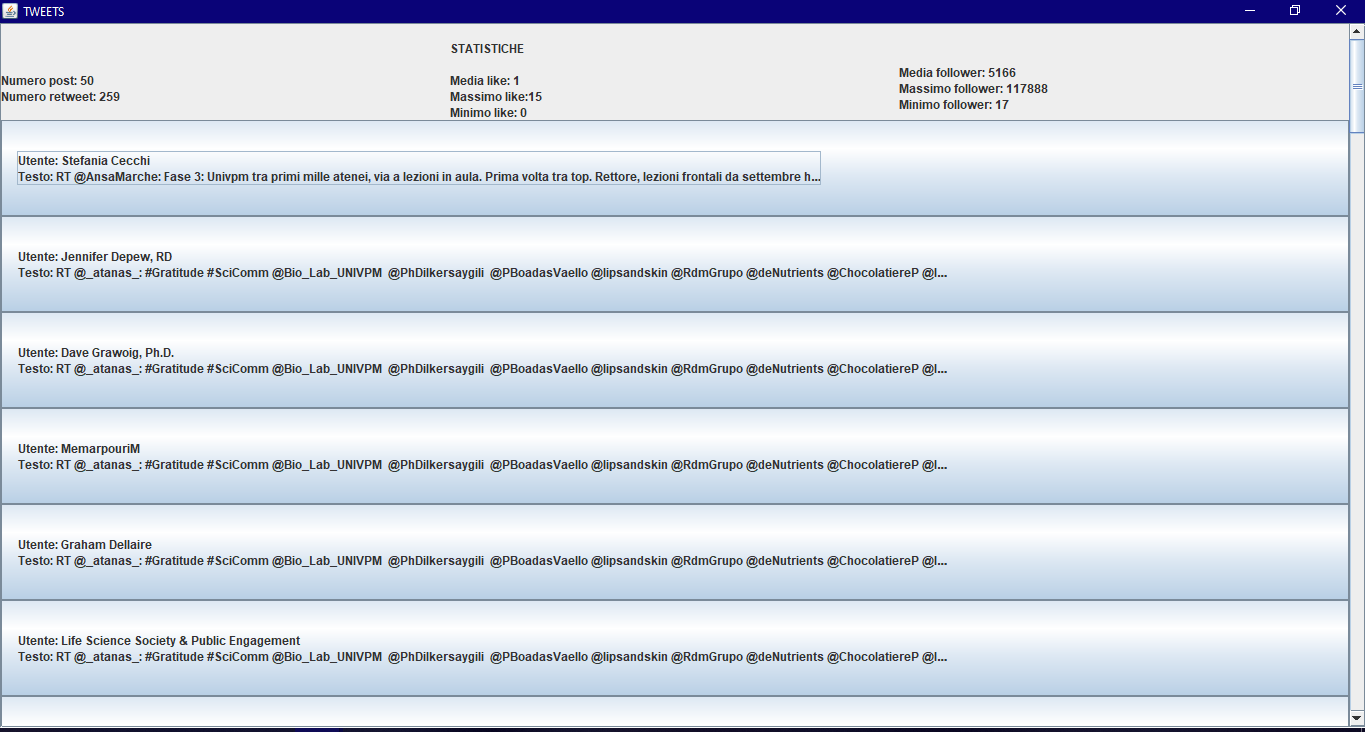 TWEETS
STATISTICHE
Numero post: 50
Numero retweet: 259
Media like: 1
Massimo like:15
Minimo like: 0
Media follower: 5166
Massimo follower: 117888
Minimo follower: 17
Utente: Stefania Cecchi
Testo: RT @AnsaMarche: Fase 3: Univpm tra primi mille atenei, via a lezioni in aula. Prima volta tra top. Rettore, lezioni frontali da settembre h...
Utente: Jennifer Depew, RD
Testo: RT @_atanas_: #Gratitude #SciComm @Bio_Lab_UNIVPM @PhDilkersaygili @PBoadasVaello @lipsandskin @RdmGrupo @deNutrients @ChocolatiereP @l...
Utente: Dave Grawoig, Ph.D.
Testo: RT @_atanas_: #Gratitude #SciComm @Bio_Lab_UNIVPM @PhDilkersaygili @PBoadasVaello @lipsandskin @RdmGrupo @deNutrients @ChocolatiereP @l...
Utente: MemarpouriM
Testo: RT @_atanas_: #Gratitude #SciComm @Bio_Lab_UNIVPM @PhDilkersaygili @PBoadasVaello @lipsandskin @RdmGrupo @deNutrients @ChocolatiereP @l...
Utente: Graham Dellaire
Testo: RT @_atanas_: #Gratitude #SciComm @Bio_Lab_UNIVPM @PhDilkersaygili @PBoadasVaello @lipsandskin @RdmGrupo @deNutrients @ChocolatiereP @l...
Utente: Life Science Society & Public Engagement
Testo: RT @_atanas_: #Gratitude #SciComm @Bio_Lab_UNIVPM @PhDilkersaygili @PBoadasVaello @lipsandskin @RdmGrupo @deNutrients @ChocolatiereP @l...